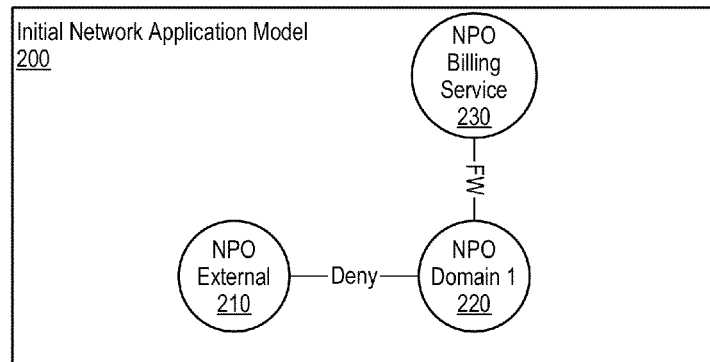 Initial Network Application Model
200
NPO
Billing
Service
230
FW
NPO
External
210
Deny
NPO
Domain 1
220